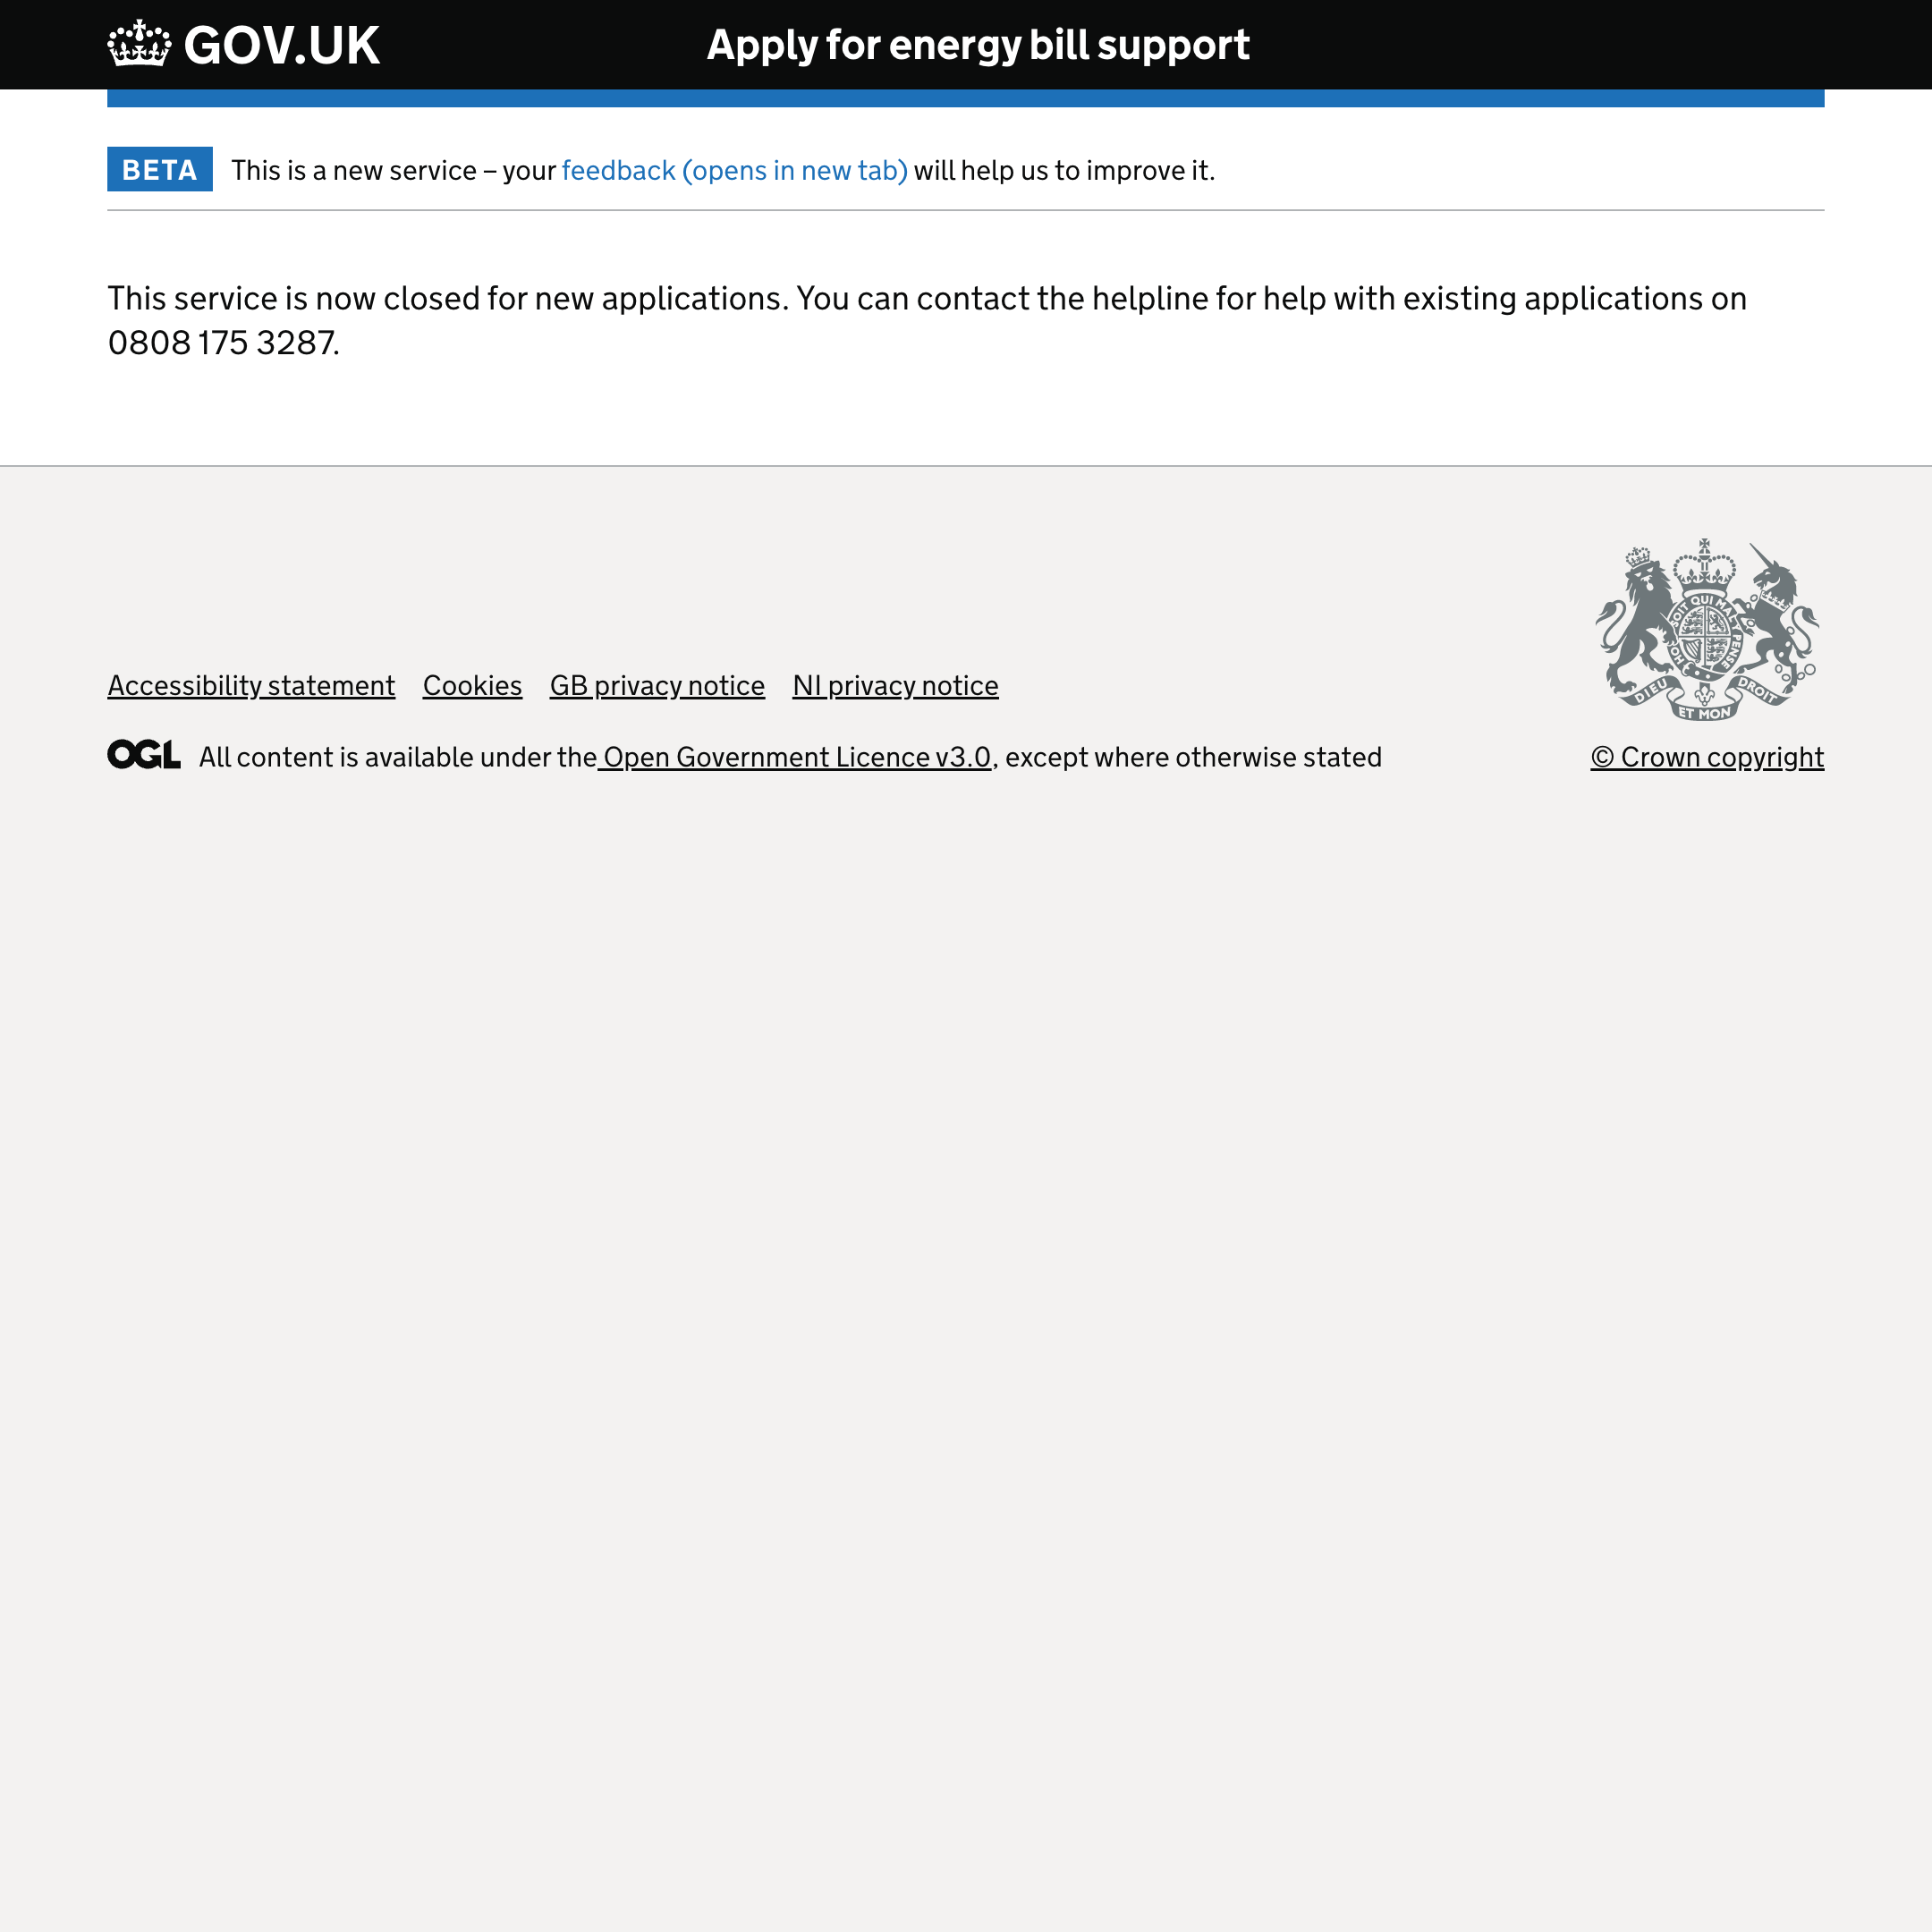 GOV.UK
Apply for energy bill support
BETA
This is a new service – your feedback (opens in new tab) will help us to improve it.
This service is now closed for new applications. You can contact the helpline for help with existing applications on
0808 175 3287.
Accessibility statement Cookies GB privacy notice NI privacy notice
HONI SOIT QUI MAL Y PENSE
DIEU ET MON DROIT
OGL All content is available under the Open Government Licence v3.0, except where otherwise stated
© Crown copyright